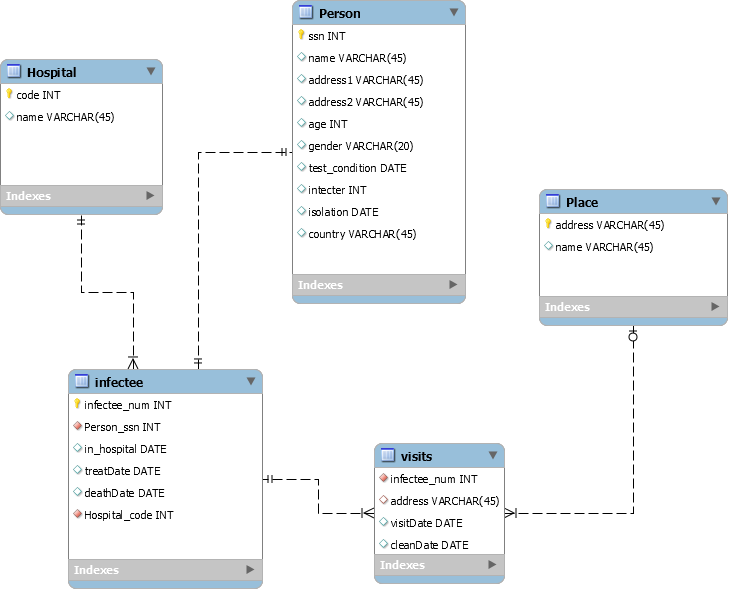 Person
ssn INT
name VARCHAR(45)
address1 VARCHAR(45)
address2 VARCHAR(45)
age INT
gender VARCHAR(20)
test_condition DATE
intecter INT
isolation DATE
country VARCHAR(45)
Indexes
Hospital
code INT
name VARCHAR(45)
Indexes
Place
address VARCHAR(45)
name VARCHAR(45)
Indexes
infectee
infectee_num INT
Person_ssn INT
in_hospital DATE
treatDate DATE
deathDate DATE
Hospital_code INT
Indexes
visits
infectee_num INT
address VARCHAR(45)
visitDate DATE
cleanDate DATE
Indexes